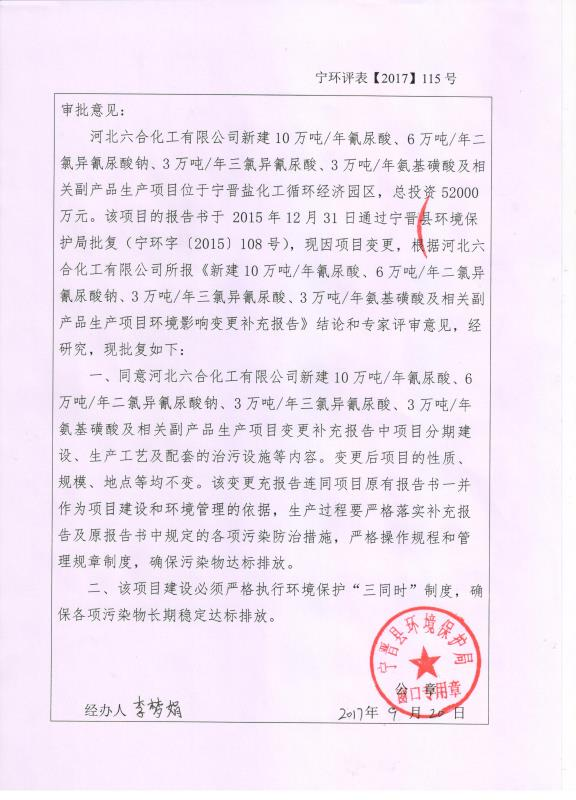 宁环评表【2017】115号
审批意见：
河北六合化工有限公司新建10万吨/年氰尿酸、6万吨/年二
氯异氰尿酸钠、3万吨/年三氯异氰尿酸、3万吨/年氨基磺酸及相
关副产品生产项目位于宁晋盐化工循环经济园区，总投资52000
万元。该项目的报告书于2015年12月31日通过宁晋县环境保
护局批复（宁环字〔2015〕108号），现因项目变更，根据河北六
合化工有限公司所报《新建10万吨/年氰尿酸、6万吨/年二氯异
氰尿酸钠、3万吨/年三氯异氰尿酸、3万吨/年氨基磺酸及相关副
产品生产项目环境影响变更补充报告》结论和专家评审意见，经
研究，现批复如下：
一、同意河北六合化工有限公司新建10万吨/年氰尿酸、6
万吨/年二氯异氰尿酸钠、3万吨/年三氯异氰尿酸、3万吨/年
氨基磺酸及相关副产品生产项目变更补充报告中项目分期建
设、生产工艺及配套的治污设施等内容。变更后项目的性质、
规模、地点等均不变。该变更充报告连同项目原有报告书一并
作为项目建设和环境管理的依据，生产过程要严格落实补充报
告及原报告书中规定的各项污染防治措施，严格操作规程和管
理规章制度，确保污染物达标排放。
二、该项目建设必须严格执行环境保护“三同时”制度，确
保各项污染物长期稳定达标排放。
宁晋县环境保护局
窗口专用章
公 章
经办人 李梦娟
2017年 9 月 20 日